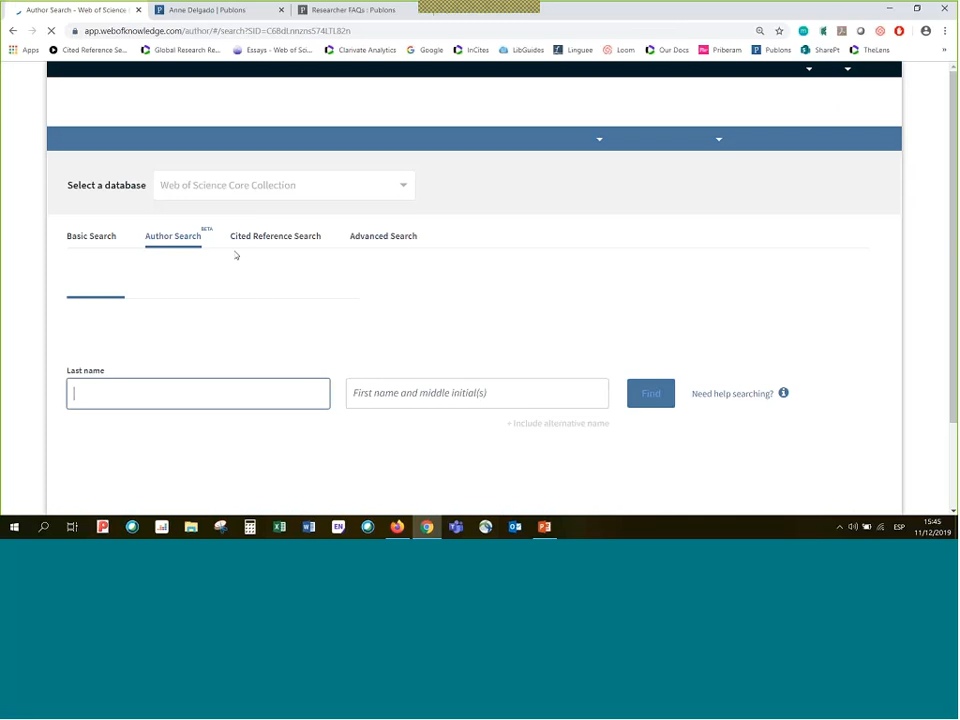 Author Search - Web of Science
Anne Delgado | Publons
Researcher FAQs : Publons
app.webofknowledge.com/author/#/search?SID=C6BdLnnzns574LTL82n
Apps
Cited Reference Se...
Global Research Re...
Essays - Web of Sci...
Clarivate Analytics
Google
InCites
LibGuides
Linguee
Loom
Our Docs
Priberam
Publons
SharePt
TheLens
Select a database
Web of Science Core Collection
Basic Search
Author Search
BETA
Cited Reference Search
Advanced Search
Last name
First name and middle initial(s)
Find
Need help searching?
+ Include alternative name
EN
ESP
15:45
11/12/2019